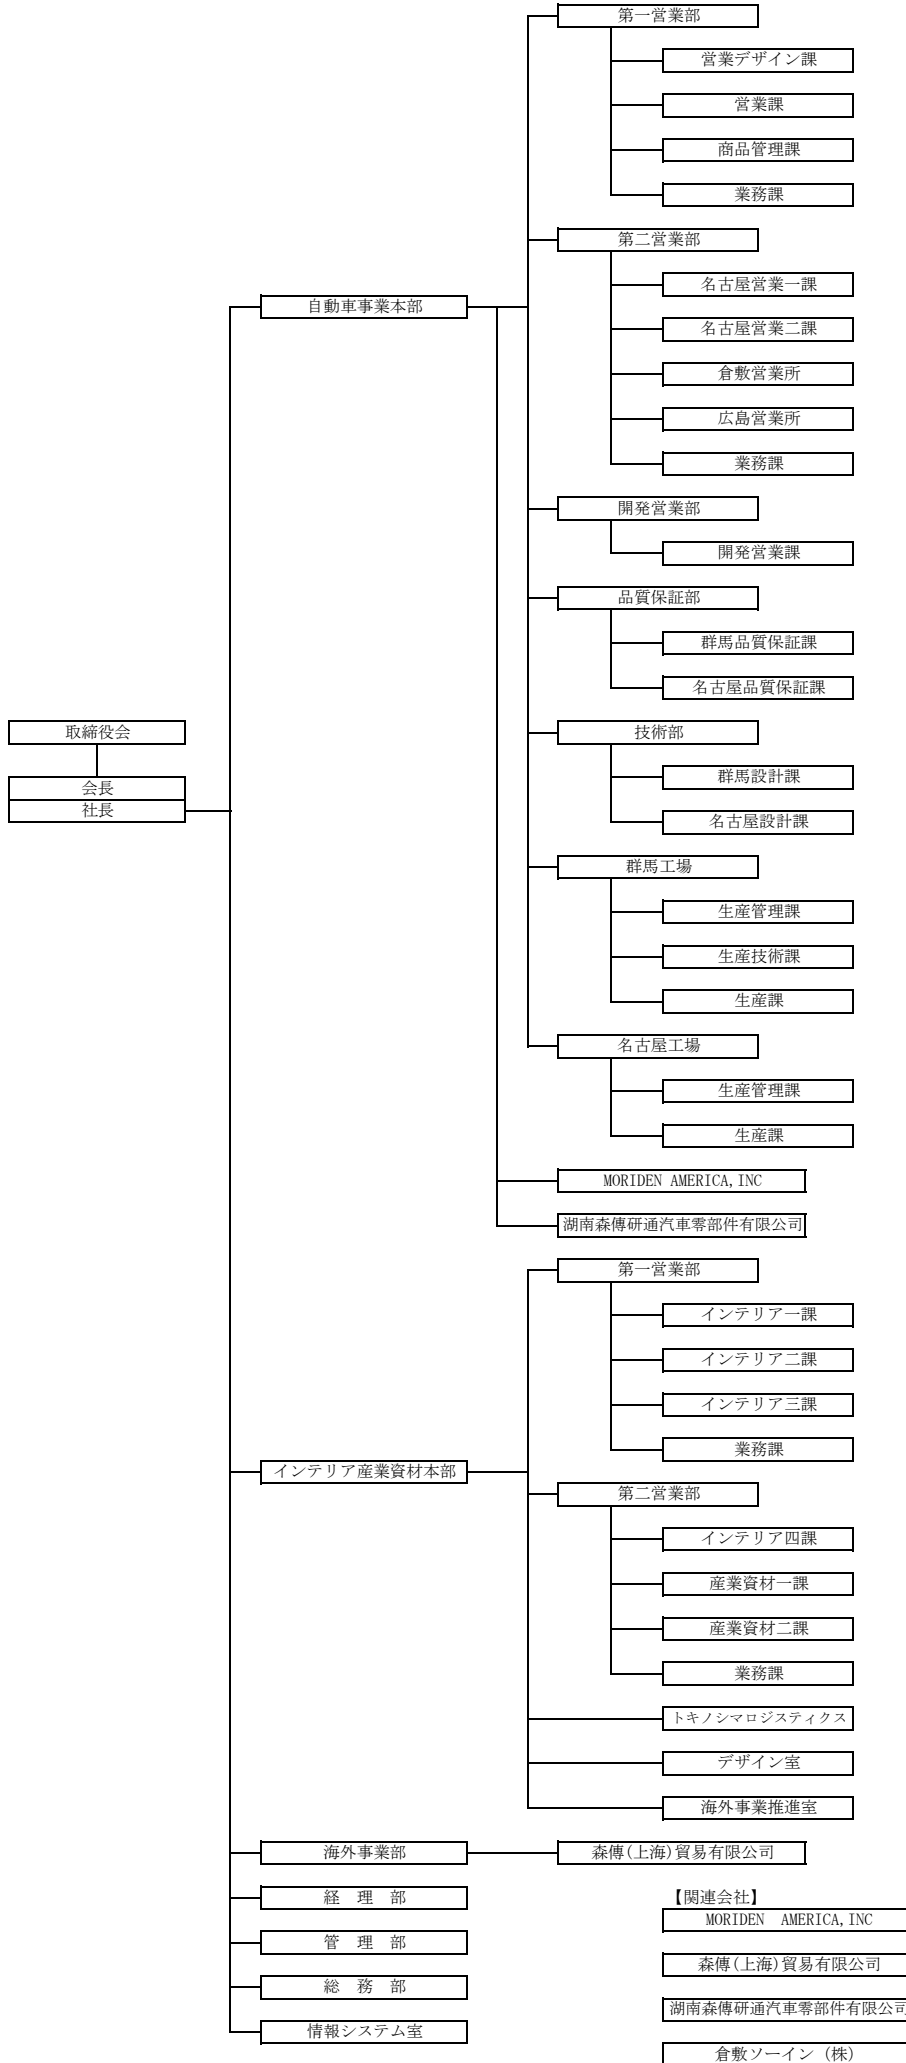 取締役会
会長
社長
自動車事業本部
第一営業部
営業デザイン課
営業課
商品管理課
業務課
第二営業部
名古屋営業一課
名古屋営業二課
倉敷営業所
広島営業所
業務課
開発営業部
開発営業課
品質保証部
群馬品質保証課
名古屋品質保証課
技術部
群馬設計課
名古屋設計課
群馬工場
生産管理課
生産技術課
生産課
名古屋工場
生産管理課
生産課
MORIDEN AMERICA, INC
湖南森傳研通汽車零部件有限公司
インテリア産業資材本部
第一営業部
インテリア一課
インテリア二課
インテリア三課
業務課
第二営業部
インテリア四課
産業資材一課
産業資材二課
業務課
トキノシマロジスティクス
デザイン室
海外事業推進室
海外事業部
森傳(上海)貿易有限公司
経　理　部
管　理　部
総　務　部
情報システム室
【関連会社】
MORIDEN　AMERICA, INC
森傳(上海)貿易有限公司
湖南森傳研通汽車零部件有限公司
倉敷ソーイン（株）